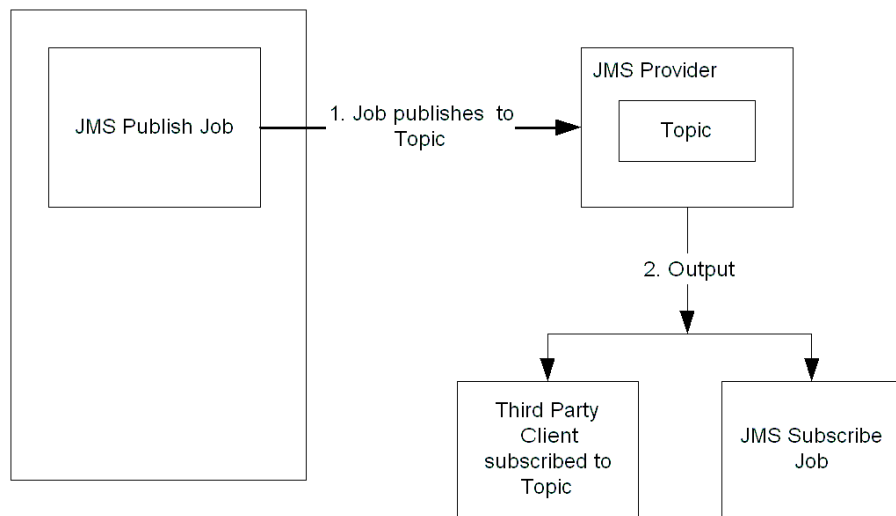 JMS Publish Job
1. Job publishes to
Topic
JMS Provider
Topic
2. Output
Third Party
Client
subscribed to
Topic
JMS Subscribe
Job